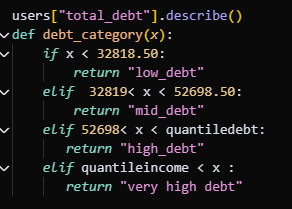 users["total_debt"].describe()
def debt_category(x):
    if x < 32818.50:
        return "low_debt"
    elif  32819< x < 52698.50:
        return "mid_debt"
    elif 52698< x < quantiledebt:
        return "high_debt"
    elif quantileincome < x :
       return "very high debt"